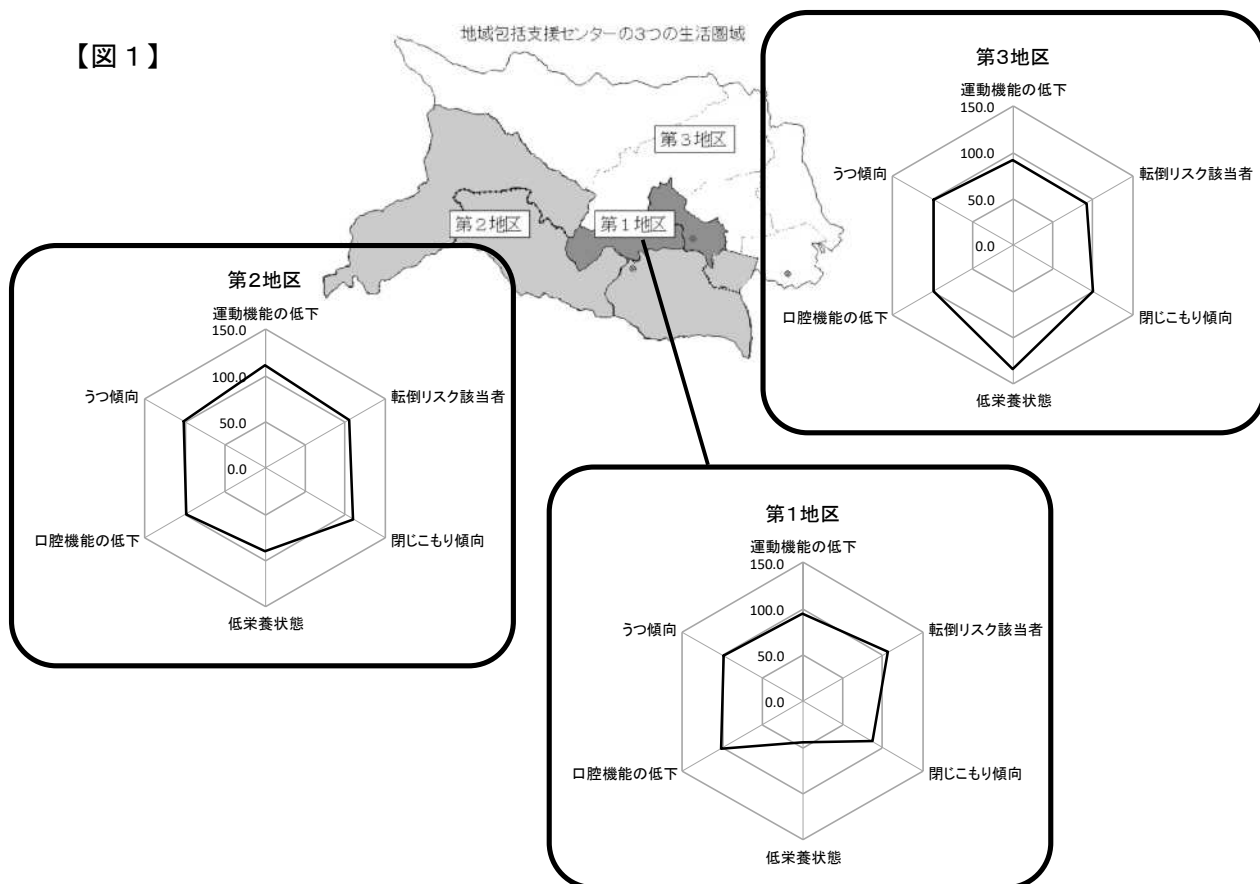 【図1】
地域包括支援センターの3つの生活圏域
第3地区
第2地区
第1地区
第3地区
運動機能の低下
150.0
100.0
50.0
0.0
うつ傾向
転倒リスク該当者
口腔機能の低下
閉じこもり傾向
低栄養状態
第2地区
運動機能の低下
150.0
100.0
50.0
0.0
うつ傾向
転倒リスク該当者
口腔機能の低下
閉じこもり傾向
低栄養状態
第1地区
運動機能の低下
150.0
100.0
50.0
0.0
うつ傾向
転倒リスク該当者
口腔機能の低下
閉じこもり傾向
低栄養状態